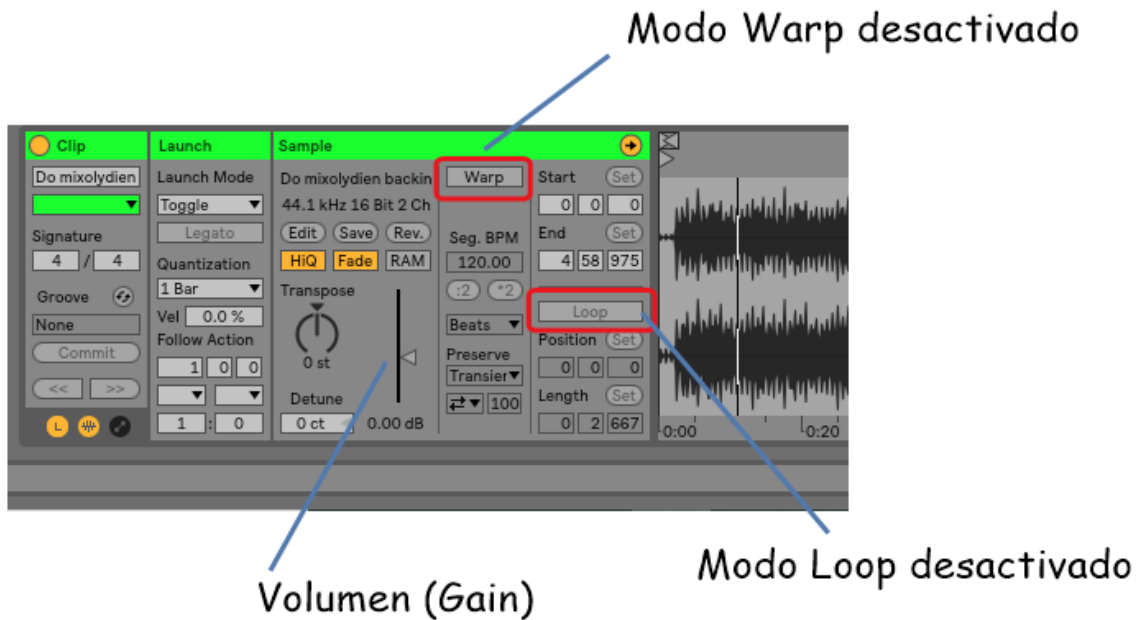 Modo Warp desactivado
Clip
Do mixolydien
Signature
4 / 4
Groove
None
Commit
<< >>
L
Launch
Launch Mode
Toggle
Legato
Quantization
1 Bar
Vel 0.0 %
Follow Action
1 0 0
1 : 0
Sample
Do mixolydien backin
44.1 kHz 16 Bit 2 Ch
Edit Save Rev.
HiQ Fade RAM
Transpose
0 st
Detune
0 ct 0.00 dB
Warp
Seg. BPM
120.00
:2 *2
Beats
Preserve
Transier
100
Start Set
0 0 0
End Set
4 58 975
Loop
Position Set
0 0 0
Length Set
0 2 667
0:00 0:20
Modo Loop desactivado
Volumen (Gain)